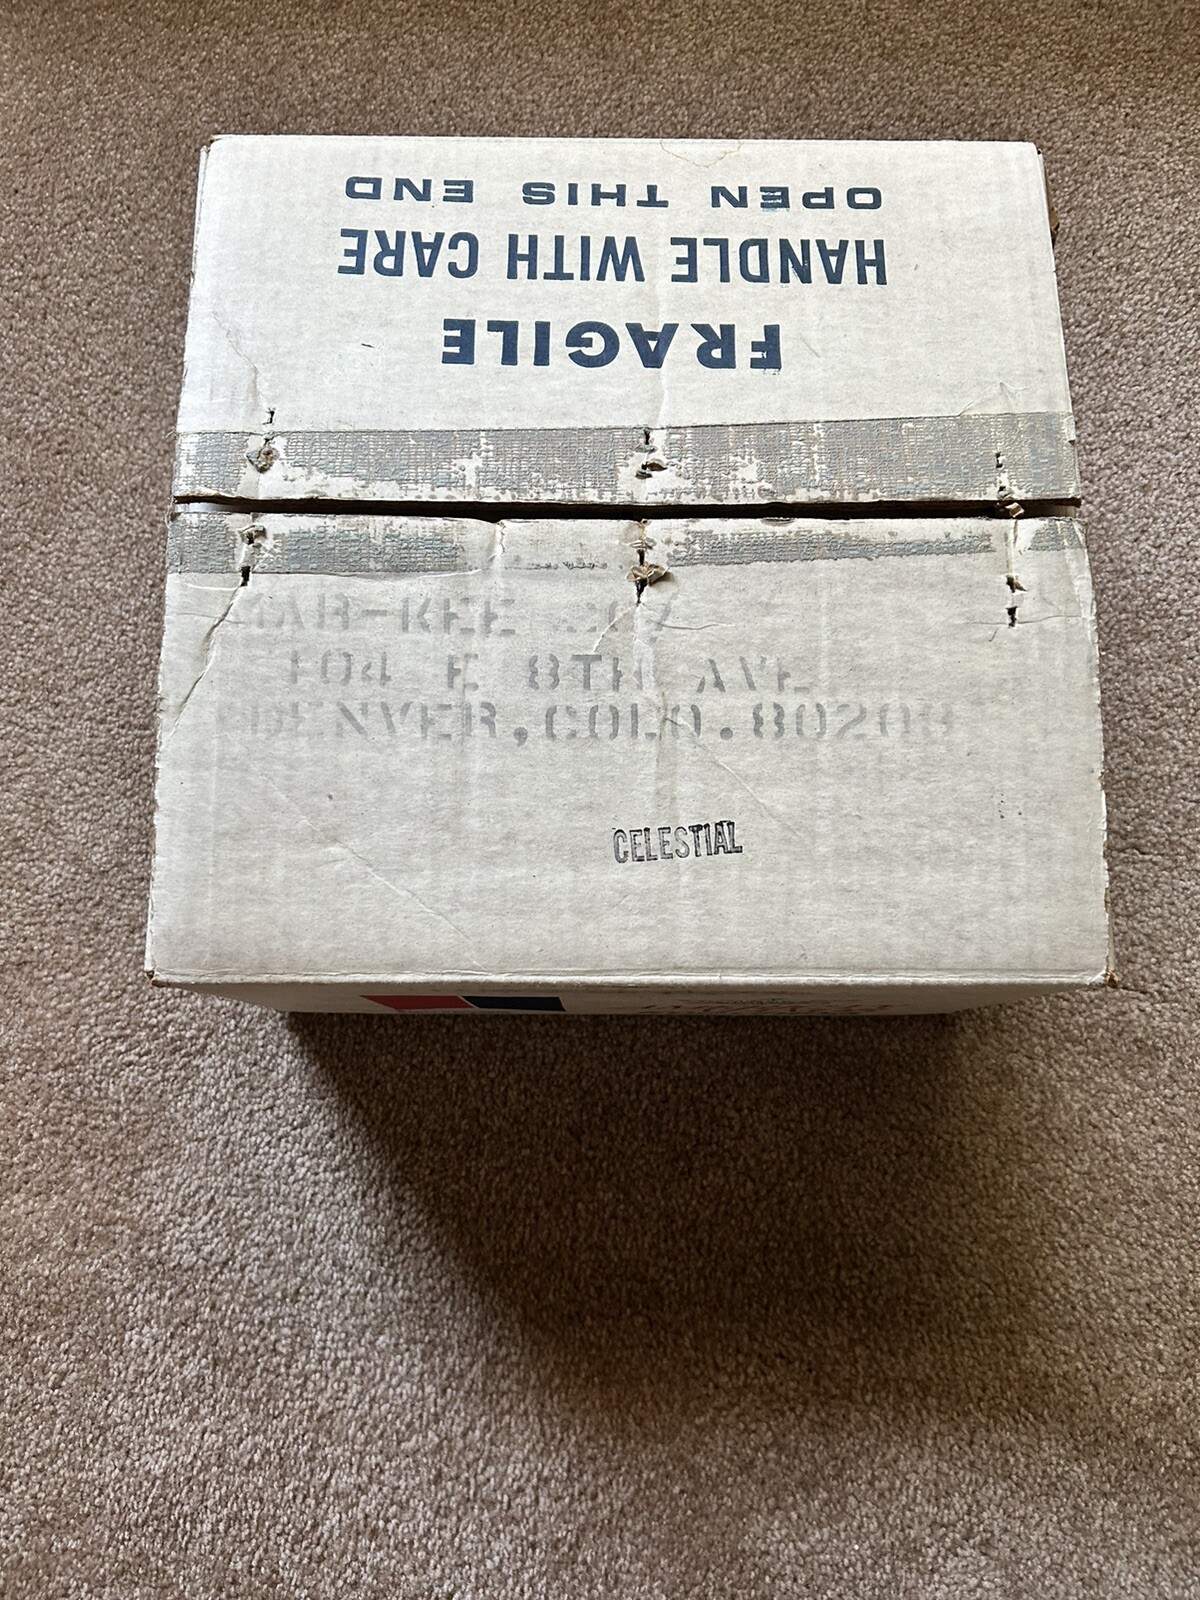 FRAGILE
HANDLE WITH CARE
OPEN THIS END
104 E 8TH AVE
DENVER, COLO. 80203
CELESTIAL